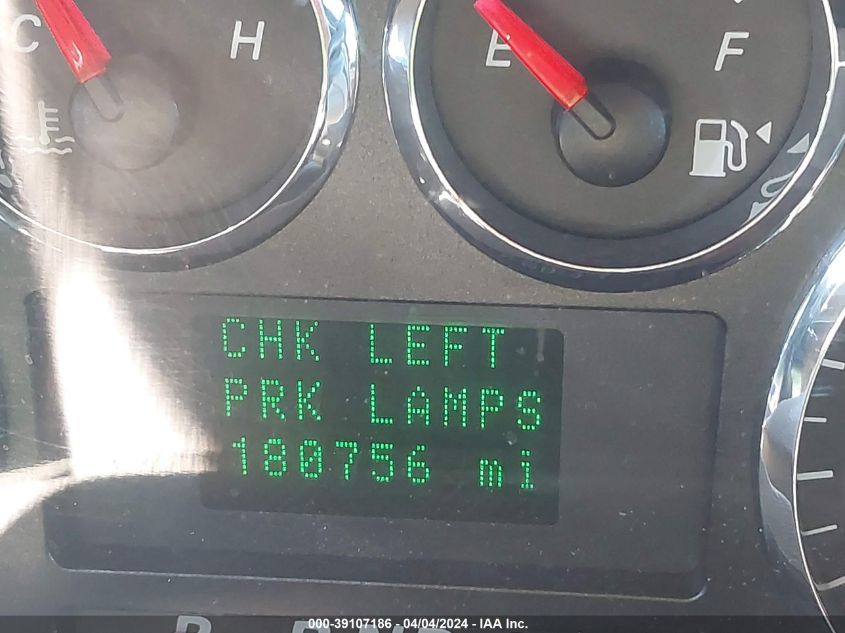 C H
E F
CHK LEFT
PRK LAMPS
180756 mi
000-39107186 - 04/04/2024 - IAA Inc.